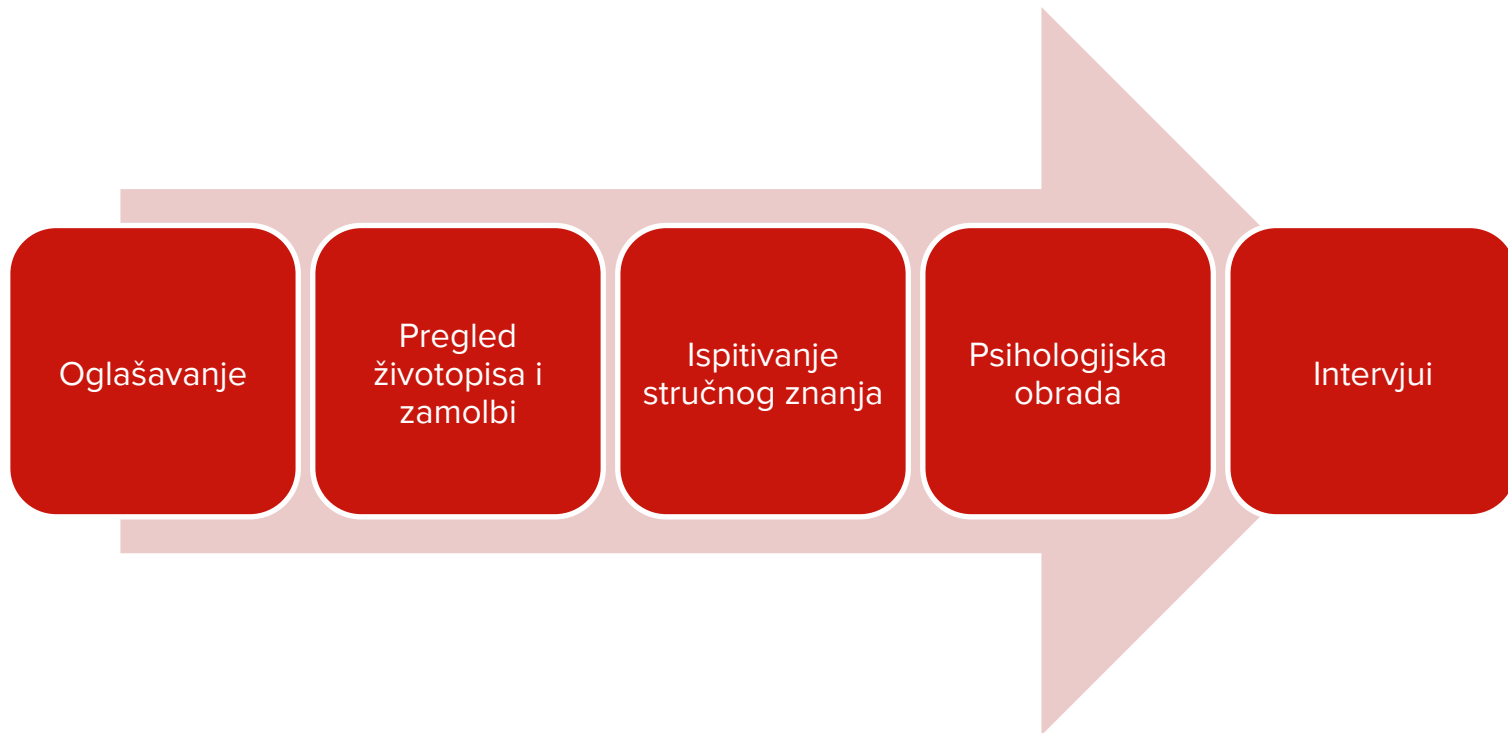 Oglašavanje
Pregled
životopisa i
zamolbi
Ispitivanje
stručnog znanja
Psihologijska
obrada
Intervjui